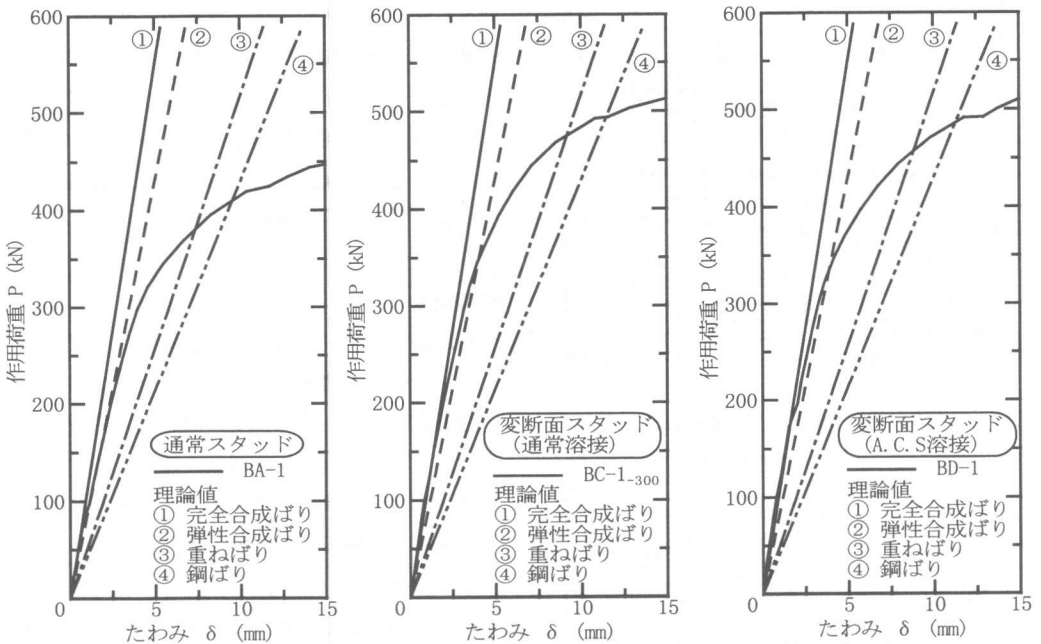 600
500
400
300
200
100
0
5
10
15
作用荷重 P (kN)
たわみ δ (mm)
①
②
③
④
通常スタッド
BA-1
理論値
① 完全合成ばり
② 弾性合成ばり
③ 重ねばり
④ 鋼ばり
600
500
400
300
200
100
0
5
10
15
作用荷重 P (kN)
たわみ δ (mm)
①
②
③
④
変断面スタッド
(通常溶接)
BC-1-300
理論値
① 完全合成ばり
② 弾性合成ばり
③ 重ねばり
④ 鋼ばり
600
500
400
300
200
100
0
5
10
15
作用荷重 P (kN)
たわみ δ (mm)
①
②
③
④
変断面スタッド
(A.C.S溶接)
BD-1
理論値
① 完全合成ばり
② 弾性合成ばり
③ 重ねばり
④ 鋼ばり